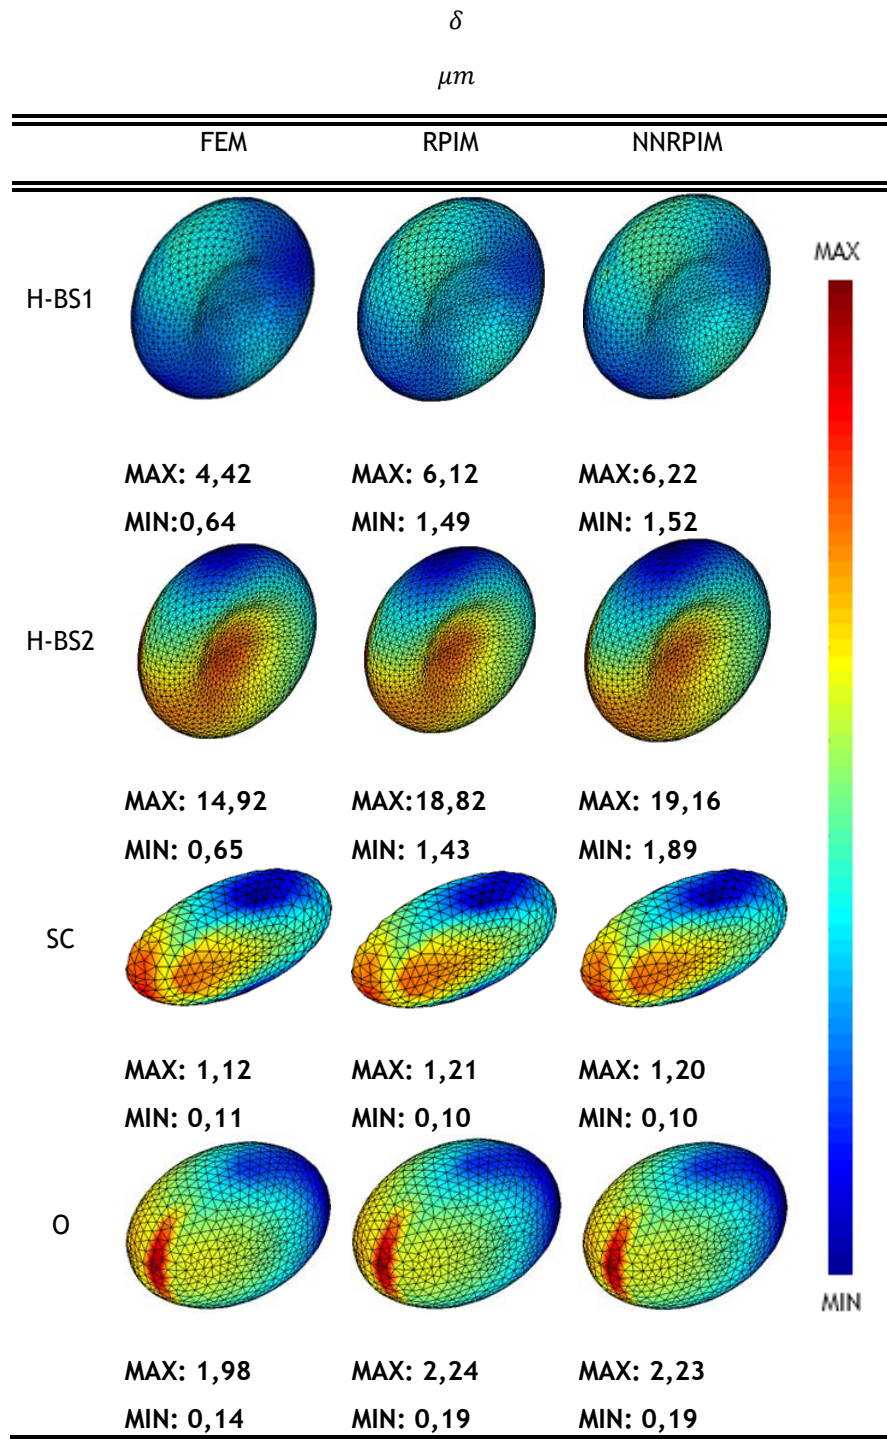 δ
μm
FEM RPIM NNRPIM
MAX
H-BS1
MAX: 4,42 MAX: 6,12 MAX:6,22
MIN:0,64 MIN: 1,49 MIN: 1,52
H-BS2
MAX: 14,92 MAX:18,82 MAX: 19,16
MIN: 0,65 MIN: 1,43 MIN: 1,89
SC
MAX: 1,12 MAX: 1,21 MAX: 1,20
MIN: 0,11 MIN: 0,10 MIN: 0,10
O
MIN
MAX: 1,98 MAX: 2,24 MAX: 2,23
MIN: 0,14 MIN: 0,19 MIN: 0,19